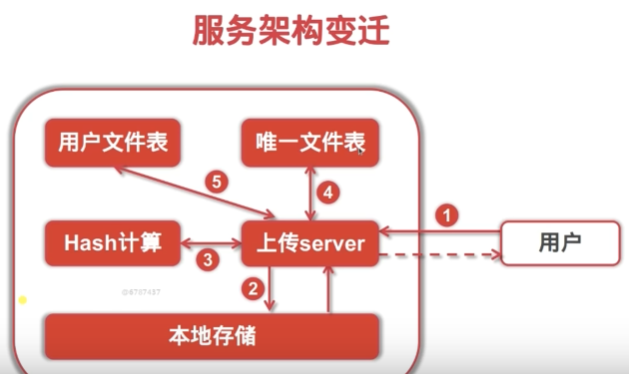 服务架构变迁
用户文件表
唯一文件表
5
4
1
Hash计算
上传server
用户
3
2
@6707437
本地存储